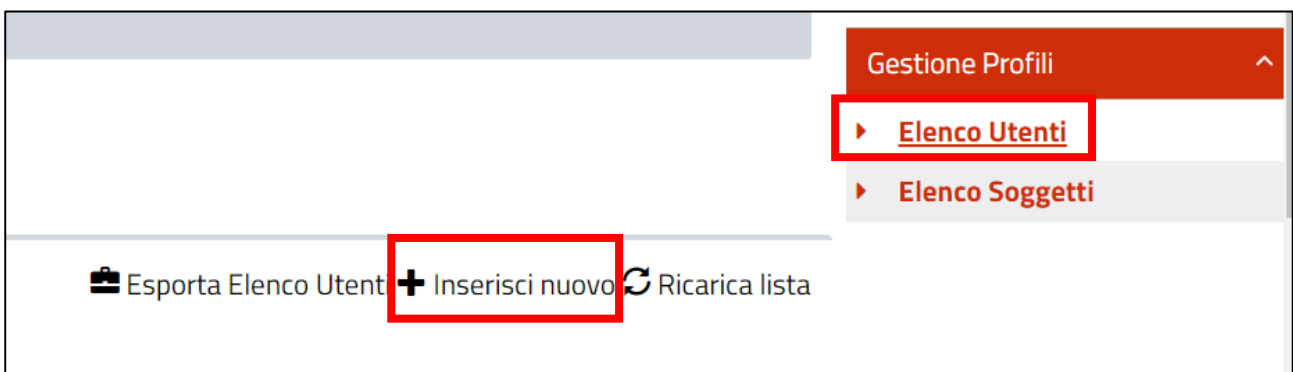 Gestione Profili
Elenco Utenti
Elenco Soggetti
Esporta Elenco Utenti Inserisci nuovo Ricarica lista